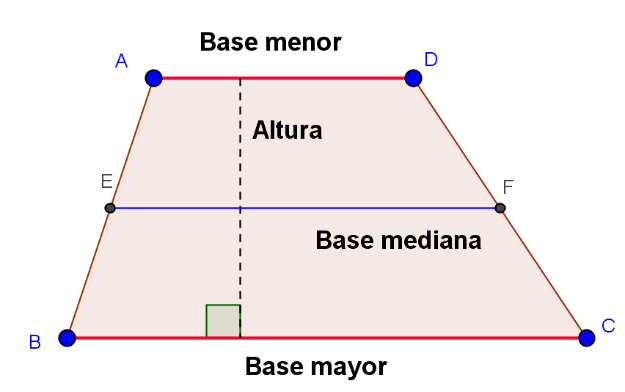 Base menor
A
D
Altura
E
F
Base mediana
B
C
Base mayor